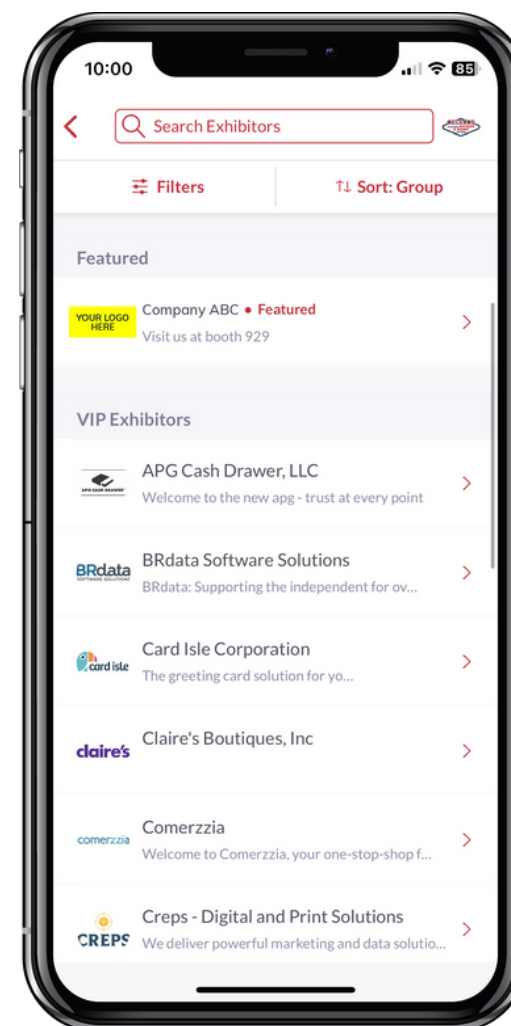 10:00
85
Search Exhibitors
Filters
Sort: Group
Featured
YOUR LOGO
HERE
Company ABC • Featured
Visit us at booth 929
VIP Exhibitors
APG CASH DRAWER
APG Cash Drawer, LLC
Welcome to the new apg - trust at every point
BRdata
SOFTWARE SOLUTIONS
BRdata Software Solutions
BRdata: Supporting the independent for ov...
card isle
Card Isle Corporation
The greeting card solution for yo...
claire's
Claire's Boutiques, Inc
comerzzia
Comerzzia
Welcome to Comerzzia, your one-stop-shop f...
CREPS
Creps - Digital and Print Solutions
We deliver powerful marketing and data solutio...